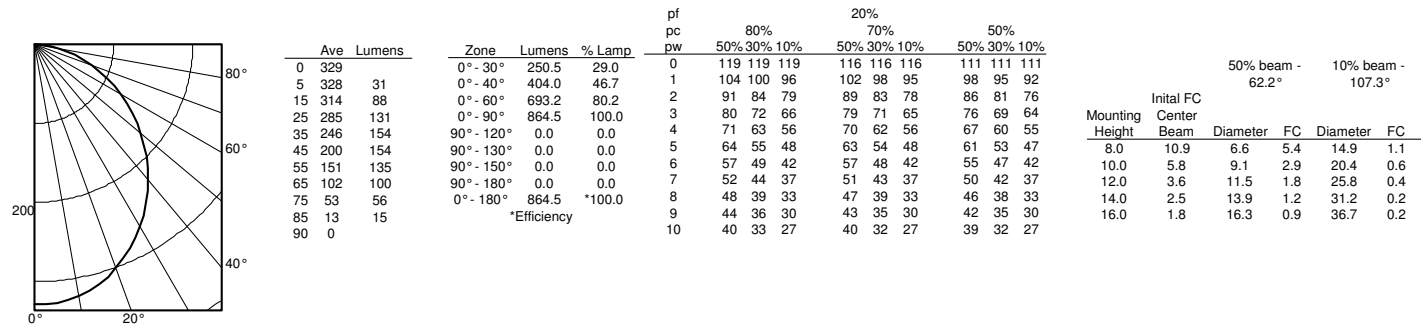 80°
60°
200
40°
0° 20°
Ave Lumens
0 329
5 328 31
15 314 88
25 285 131
35 246 154
45 200 154
55 151 135
65 102 100
75 53 56
85 13 15
90 0
Zone Lumens % Lamp
0°- 30° 250.5 29.0
0°- 40° 404.0 46.7
0°- 60° 693.2 80.2
0°- 90° 864.5 100.0
90°- 120° 0.0 0.0
90°- 130° 0.0 0.0
90°- 150° 0.0 0.0
90°- 180° 0.0 0.0
0°- 180° 864.5 *100.0
*Efficiency
pf 20%
pc 80% 70% 50%
pw 50% 30% 10% 50% 30% 10% 50% 30% 10%
0 119 119 119 116 116 116 111 111 111
1 104 100 96 102 98 95 98 95 92
2 91 84 79 89 83 78 86 81 76
3 80 72 66 79 71 65 76 69 64
4 71 63 56 70 62 56 67 60 55
5 64 55 48 63 54 48 61 53 47
6 57 49 42 57 48 42 55 47 42
7 52 44 37 51 43 37 50 42 37
8 48 39 33 47 39 33 46 38 33
9 44 36 30 43 35 30 42 35 30
10 40 33 27 40 32 27 39 32 27
50% beam - 10% beam -
62.2° 107.3°
Inital FC
Mounting Center
Height Beam Diameter FC Diameter FC
8.0 10.9 6.6 5.4 14.9 1.1
10.0 5.8 9.1 2.9 20.4 0.6
12.0 3.6 11.5 1.8 25.8 0.4
14.0 2.5 13.9 1.2 31.2 0.2
16.0 1.8 16.3 0.9 36.7 0.2